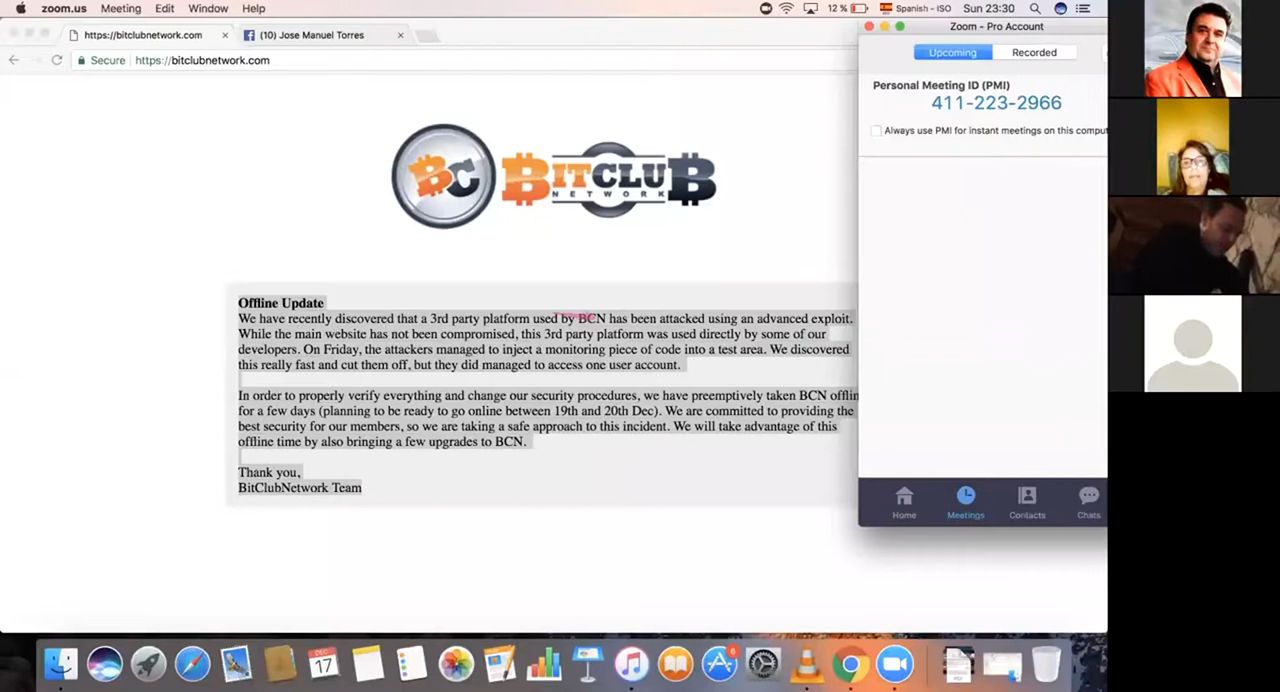 zoom.us Meeting Edit Window Help 12 % Spanish - ISO Sun 23:30
https://bitclubnetwork.com
(10) Jose Manuel Torres
Secure https://bitclubnetwork.com
BC BITCLUB
NETWORK
Offline Update
We have recently discovered that a 3rd party platform used by BCN has been attacked using an advanced exploit.
While the main website has not been compromised, this 3rd party platform was used directly by some of our
developers. On Friday, the attackers managed to inject a monitoring piece of code into a test area. We discovered
this really fast and cut them off, but they did managed to access one user account.
In order to properly verify everything and change our security procedures, we have preemptively taken BCN offlin
for a few days (planning to be ready to go online between 19th and 20th Dec). We are committed to providing the
best security for our members, so we are taking a safe approach to this incident. We will take advantage of this
offline time by also bringing a few upgrades to BCN.
Thank you,
BitClubNetwork Team
Zoom - Pro Account
Upcoming Recorded
Personal Meeting ID (PMI)
411-223-2966
Always use PMI for instant meetings on this comput
Home Meetings Contacts Chats
DEC
17
6